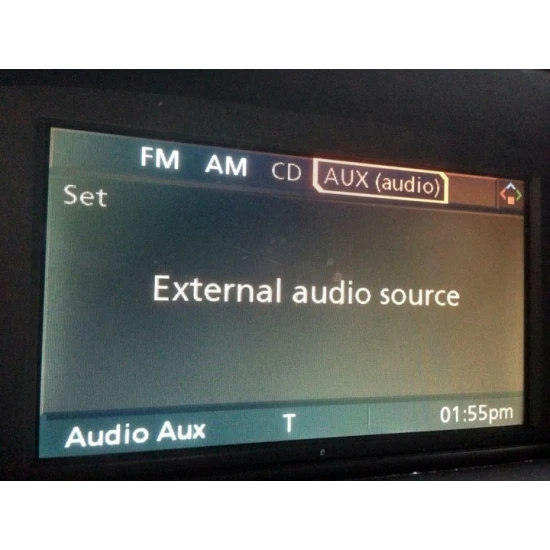 FM AM CD AUX (audio)
Set
External audio source
Audio Aux T 01:55pm